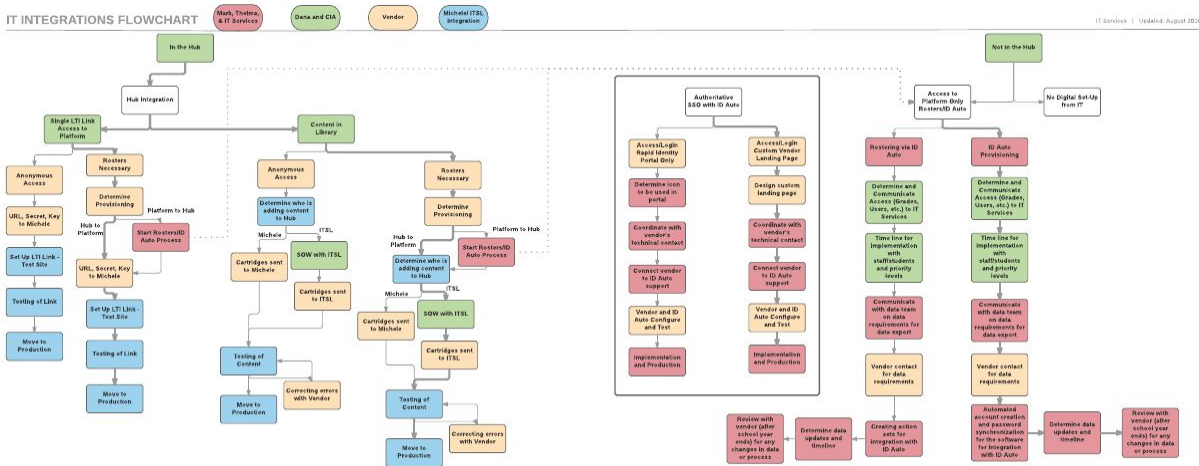 IT INTEGRATIONS FLOWCHART
Mark, Thelma,
& IT Services
Dana and CIA
Vendor
Michele/ ITSL
Integration
IT Services | Updated: August
In the Hub
Not in the Hub
Hub Integration
Authoritative
SSO with ID Auto
Access to
Platform Only
Rosters/ID Auto
No Digital Set-Up
from IT
Single LTI Link
Access to
Platform
Content in
Library
Anonymous
Access
Rosters
Necessary
URL, Secret, Key
to Michele
Determine
Provisioning
Hub to
Platform
Platform to Hub
Start Rosters/ID
Auto Process
Set Up LTI Link -
Test Site
URL, Secret, Key
to Michele
Testing of Link
Set Up LTI Link -
Test Site
Move to
Production
Testing of Link
Move to
Production
Anonymous
Access
Determine who is
adding content
to Hub
Michele
ITSL
Cartridges sent
to Michele
SOW with ITSL
Cartridges sent
to ITSL
Testing of
Content
Correcting errors
with Vendor
Move to
Production
Rosters
Necessary
Determine
Provisioning
Hub to
Platform
Platform to Hub
Start Rosters/ID
Auto Process
Determine who is
adding content
to Hub
Michele
ITSL
Cartridges sent
to Michele
SOW with ITSL
Cartridges sent
to ITSL
Testing of
Content
Correcting errors
with Vendor
Move to
Production
Access/Login
Rapid Identity
Portal Only
Determine icon
to be used in
portal
Coordinate with
vendor's
technical contact
Connect vendor
to ID Auto
support
Vendor and ID
Auto Configure
and Test
Implementation
and Production
Access/Login
Custom Vendor
Landing Page
Design custom
landing page
Coordinate with
vendor's
technical contact
Connect vendor
to ID Auto
support
Vendor and ID
Auto Configure
and Test
Implementation
and Production
Rostering via ID
Auto
Determine and
Communicate
Access (Grades,
Users, etc.) to IT
Services
Time line for
implementation
with
staff/students
and priority
levels
Communicate
with data team
on data
requirements for
data export
Vendor contact
for data
requirements
Creating action
sets for
integration with
ID Auto
Determine data
updates and
timeline
Review with
vendor (after
school year
ends) for any
changes in data
or process
ID Auto
Provisioning
Determine and
Communicate
Access (Grades,
Users, etc.) to IT
Services
Time line for
implementation
with
staff/students
and priority
levels
Communicate
with data team
on data
requirements for
data export
Vendor contact
for data
requirements
Automated
account creation
and password
synchronization
for the software
for integration
with ID Auto
Determine data
updates and
timeline
Review with
vendor (after
school year
ends) for any
changes in data
or process